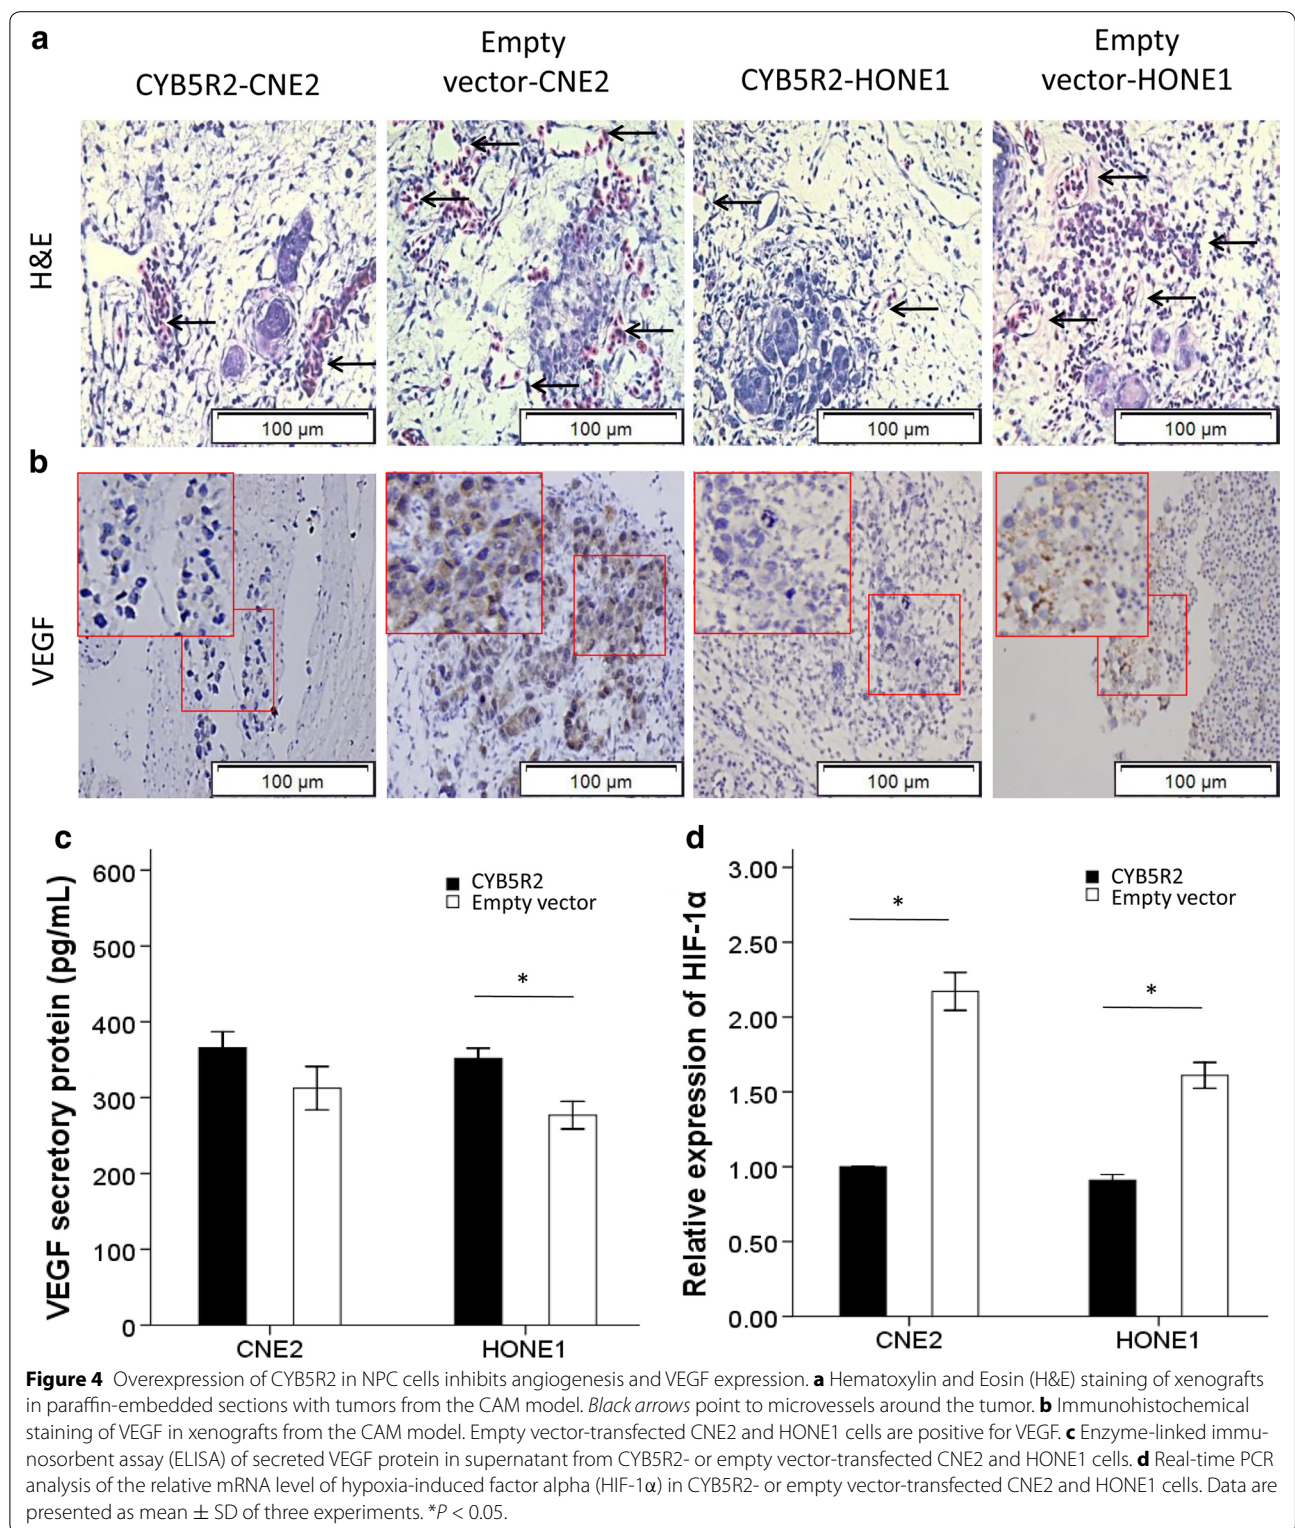 a
CYB5R2-CNE2
Empty
vector-CNE2
CYB5R2-HONE1
Empty
vector-HONE1
H&E
100 µm
100 µm
100 µm
100 µm
b
VEGF
100 µm
100 µm
100 µm
100 µm
c
VEGF secretory protein (pg/mL)
600
500
400
300
200
100
0
CYB5R2
Empty vector
*
CNE2
HONE1
d
Relative expression of HIF-1α
3.00
2.50
2.00
1.50
1.00
0.50
0.00
CYB5R2
Empty vector
*
*
CNE2
HONE1
Figure 4 Overexpression of CYB5R2 in NPC cells inhibits angiogenesis and VEGF expression. a Hematoxylin and Eosin (H&E) staining of xenografts
in paraffin-embedded sections with tumors from the CAM model. Black arrows point to microvessels around the tumor. b Immunohistochemical
staining of VEGF in xenografts from the CAM model. Empty vector-transfected CNE2 and HONE1 cells are positive for VEGF. c Enzyme-linked immu-
nosorbent assay (ELISA) of secreted VEGF protein in supernatant from CYB5R2- or empty vector-transfected CNE2 and HONE1 cells. d Real-time PCR
analysis of the relative mRNA level of hypoxia-induced factor alpha (HIF-1α) in CYB5R2- or empty vector-transfected CNE2 and HONE1 cells. Data are
presented as mean ± SD of three experiments. *P < 0.05.